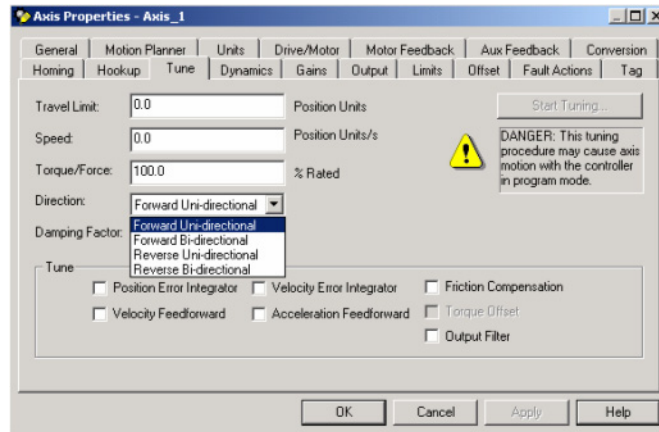 Axis Properties - Axis_1
General Motion Planner Units Drive/Motor Motor Feedback Aux Feedback Conversion
Homing Hookup Tune Dynamics Gains Output Limits Offset Fault Actions Tag
Travel Limit: 0.0 Position Units Start Tuning...
Speed: 0.0 Position Units/s
DANGER: This tuning
procedure may cause axis
motion with the controller
in program mode.
Torque/Force: 100.0 % Rated
Direction: Forward Uni-directional
Forward Uni-directional
Forward Bi-directional
Reverse Uni-directional
Reverse Bi-directional
Damping Factor:
Tune
Position Error Integrator Velocity Error Integrator Friction Compensation
Velocity Feedforward Acceleration Feedforward Torque Offset
Output Filter
OK Cancel Apply Help